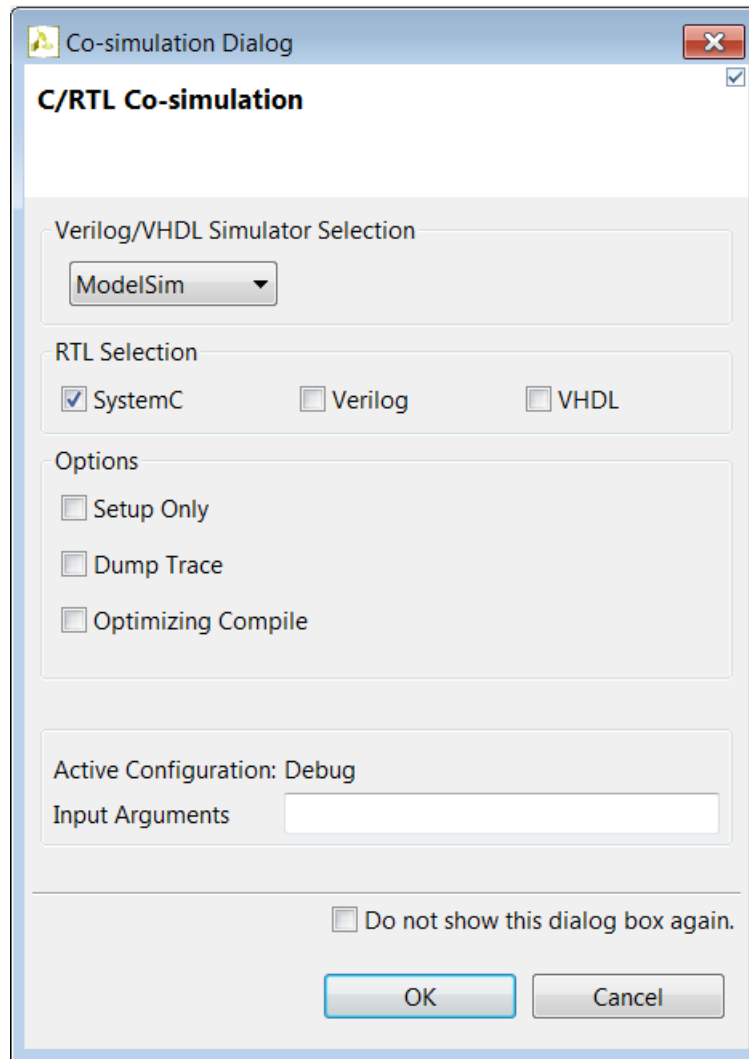 Co-simulation Dialog
C/RTL Co-simulation
Verilog/VHDL Simulator Selection
ModelSim
RTL Selection
SystemC Verilog VHDL
Options
Setup Only
Dump Trace
Optimizing Compile
Active Configuration: Debug
Input Arguments
Do not show this dialog box again.
OK Cancel